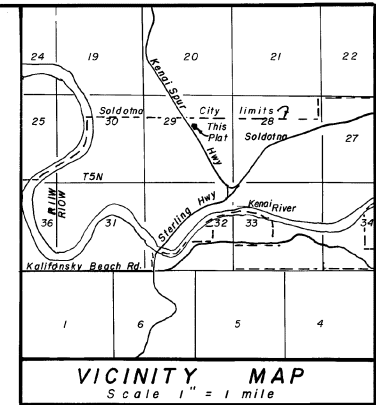 24 19 20 21 22
Kenai Spur
Hwy
Soldotna City limits
25 30 29 28
This
Plat
Soldotna
27
T5N
R11W
R10W
Sterling Hwy
Kenai River
36 31 32 33 34
Kalifonsky Beach Rd.
1 6 5 4
VICINITY MAP
Scale 1" = 1 mile